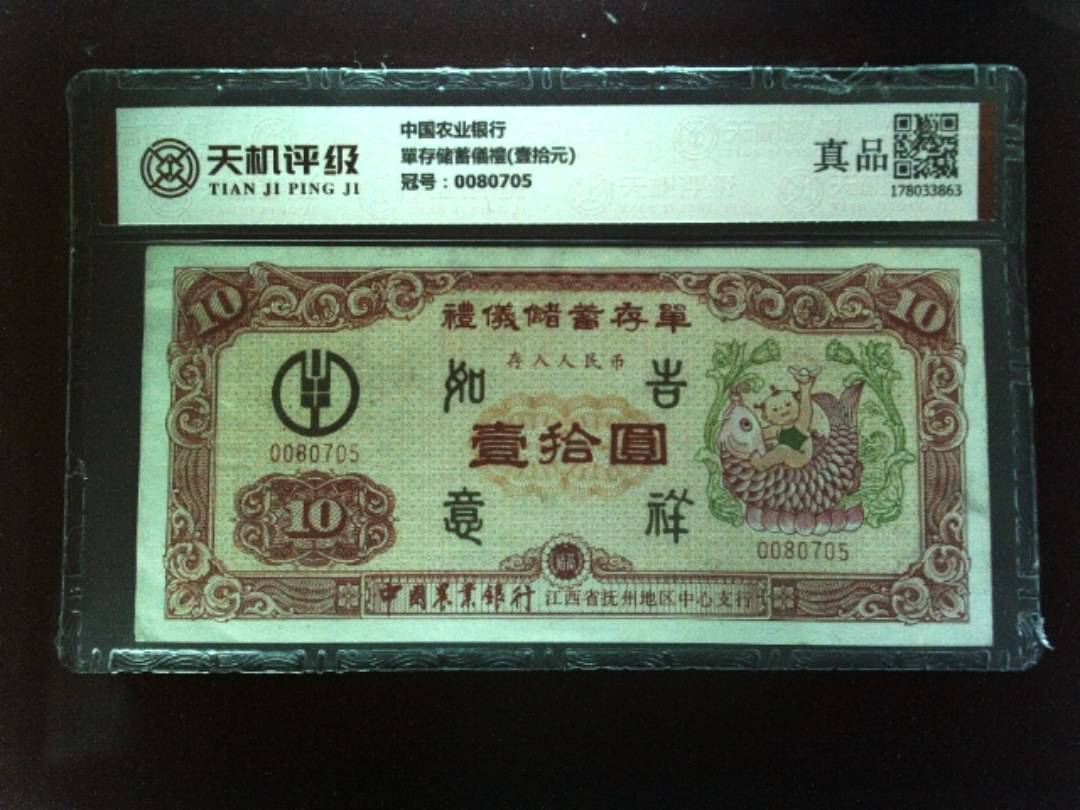 天机评级
TIAN JI PING JI
中国农业银行
單存储蓄儀禮(壹拾元)
冠号：0080705
真品
178033863
10
10
禮儀儲蓄存單
存入人民币
如 吉
壹拾圓
意 祥
0080705
10
0080705
中國農業銀行 江西省抚州地区中心支行